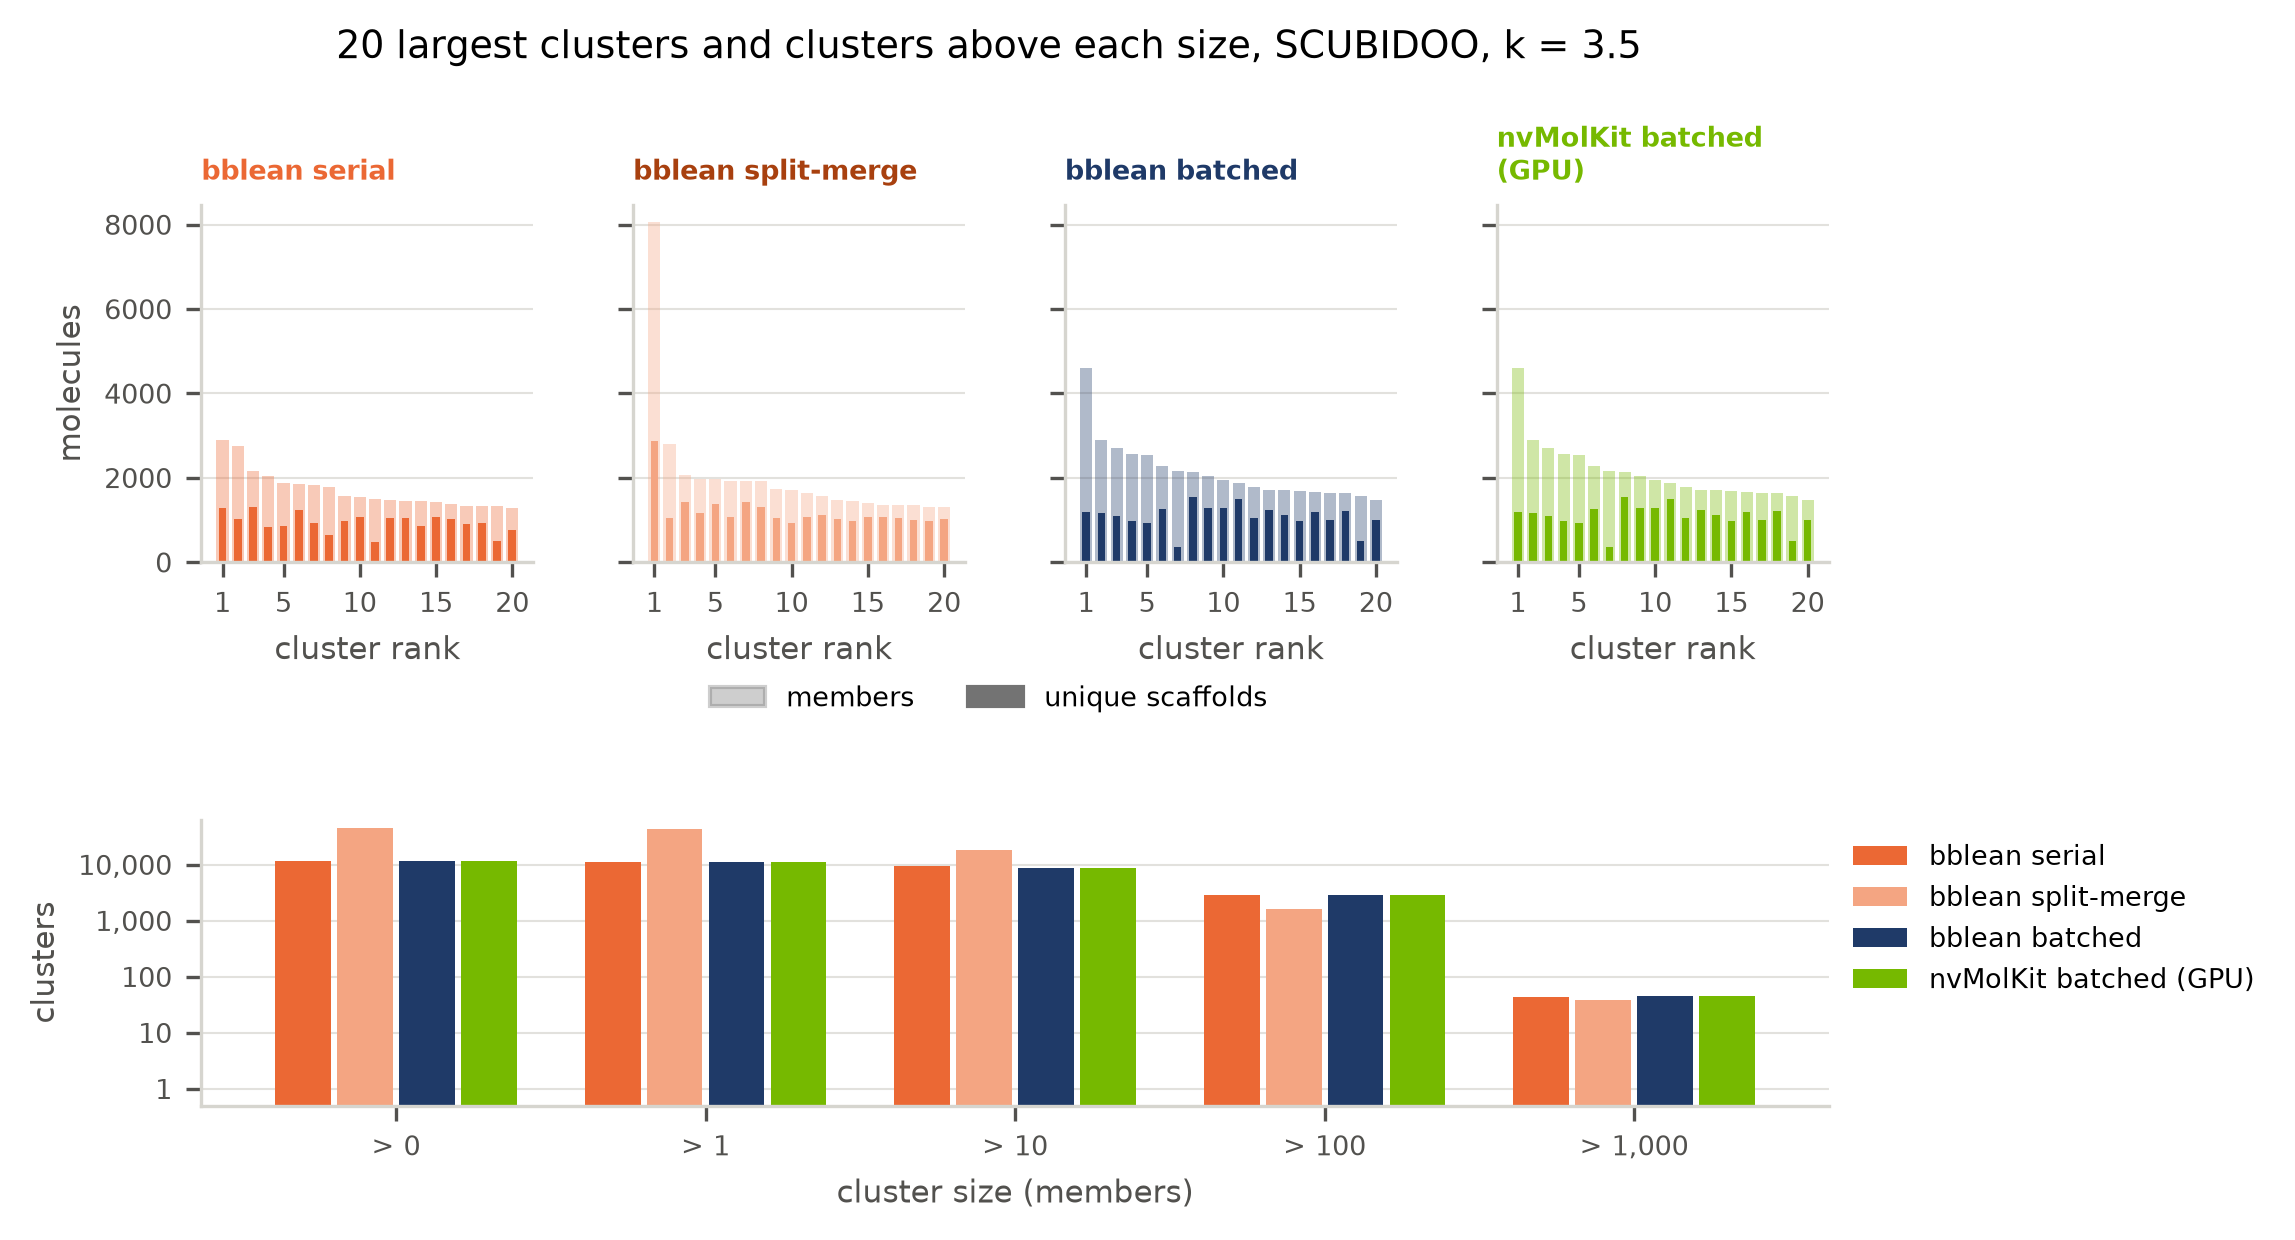 20 largest clusters and clusters above each size, SCUBIDOO, k = 3.5
bblean serial
bblean split-merge
bblean batched
nvMolKit batched
(GPU)
molecules
8000
6000
4000
2000
0
1 5 10 15 20
1 5 10 15 20
1 5 10 15 20
1 5 10 15 20
cluster rank
cluster rank
cluster rank
cluster rank
members
unique scaffolds
clusters
10,000
1,000
100
10
1
> 0
> 1
> 10
> 100
> 1,000
cluster size (members)
bblean serial
bblean split-merge
bblean batched
nvMolKit batched (GPU)